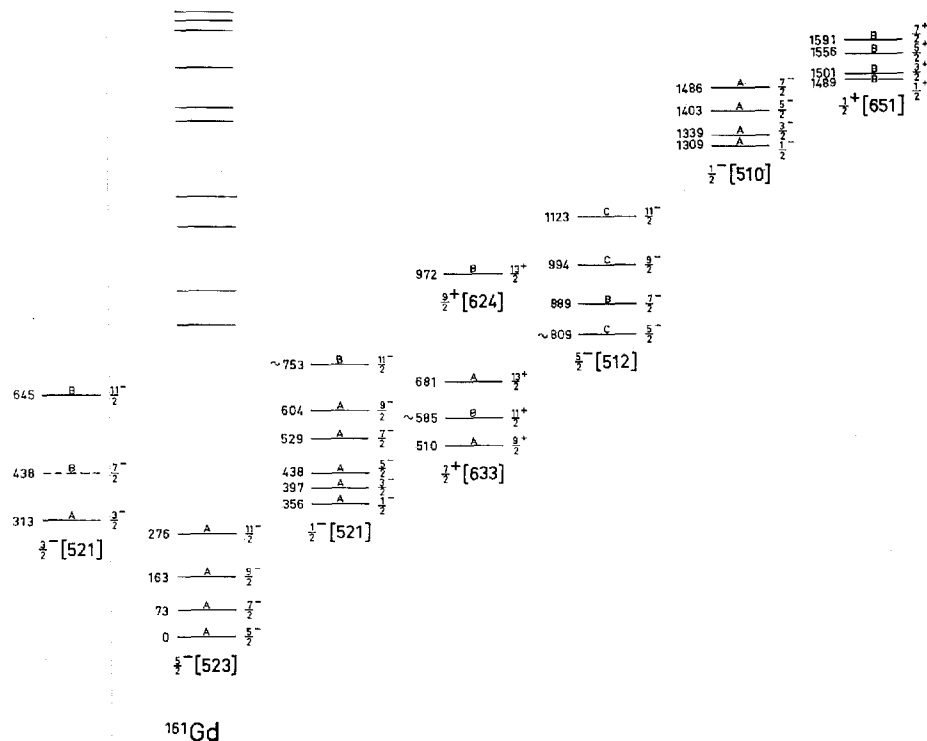 645 B 11/2⁻
438 B 7/2⁻
313 A 3/2⁻
3/2⁻[521]
276 A 11/2⁻
163 A 9/2⁻
73 A 7/2⁻
0 A 5/2⁻
5/2⁻[523]
~753 B 11/2⁻
604 A 9/2⁻
529 A 7/2⁻
438 A 5/2⁻
397 A 3/2⁻
356 A 1/2⁻
1/2⁻[521]
972 B 13/2⁺
9/2⁺[624]
681 A 13/2⁺
~585 B 11/2⁺
510 A 9/2⁺
7/2⁺[633]
1123 C 11/2⁻
994 C 9/2⁻
889 B 7/2⁻
~809 C 5/2⁻
5/2⁻[512]
1486 A 7/2⁻
1403 A 5/2⁻
1339 A 3/2⁻
1309 A 1/2⁻
1/2⁻[510]
1591 B 7/2⁺
1556 B 5/2⁺
1501 B 3/2⁺
1489 B 1/2⁺
1/2⁺[651]
¹⁶¹Gd